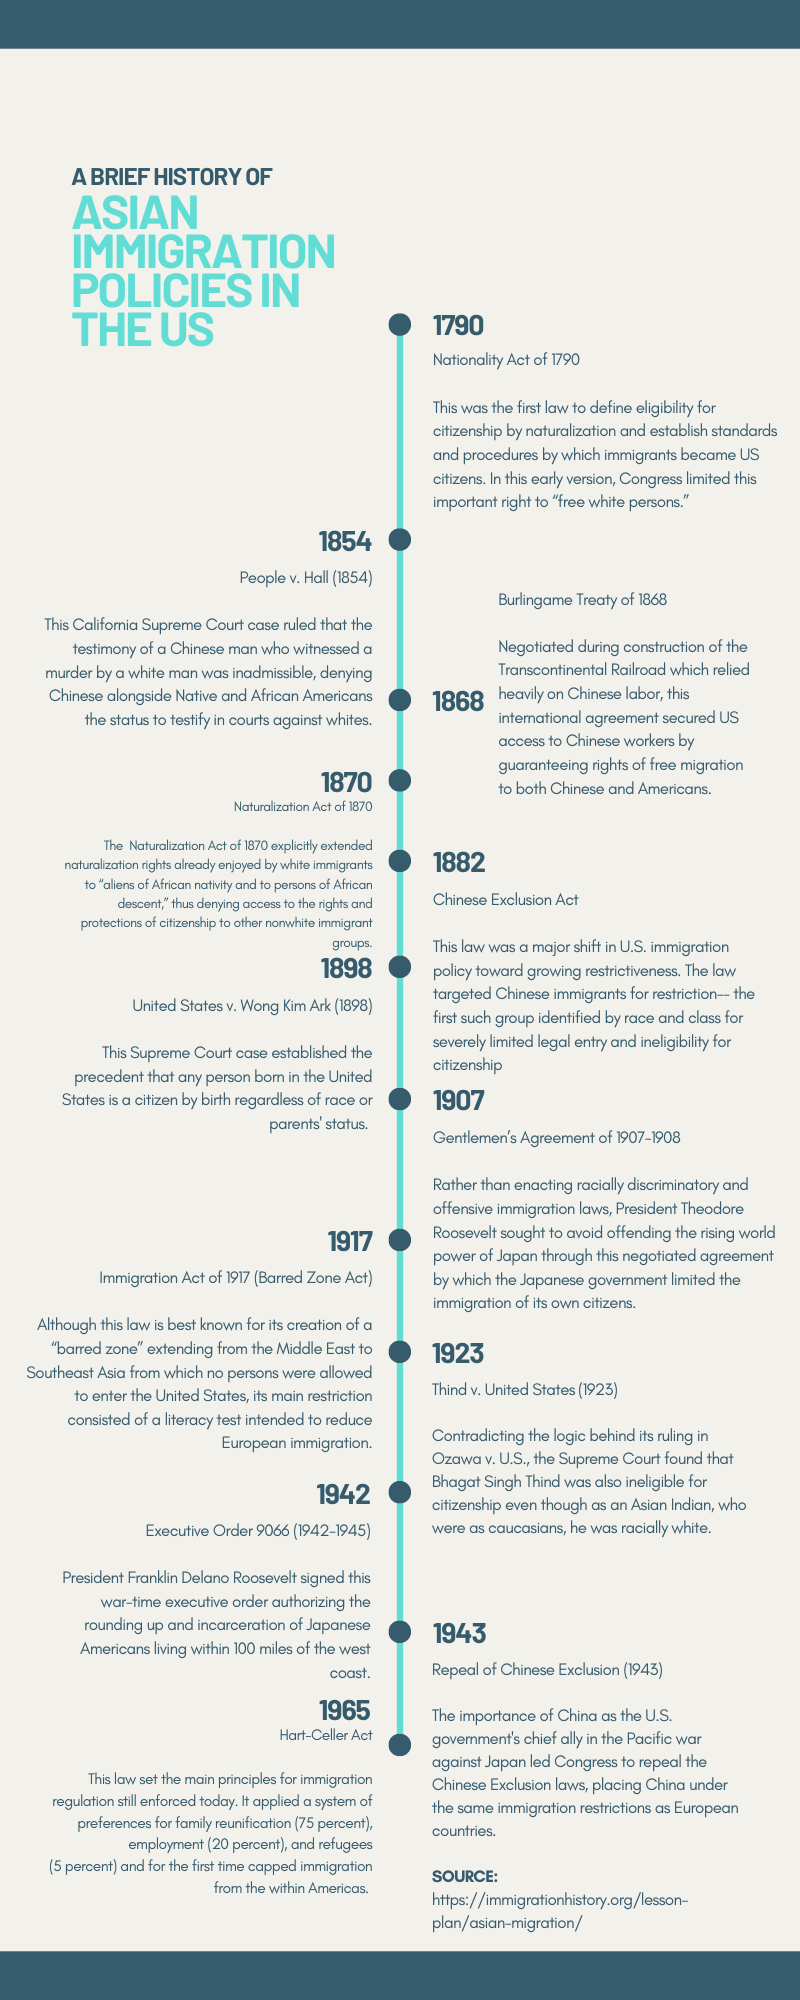 A BRIEF HISTORY OF
ASIAN
IMMIGRATION
POLICIES IN
THE US
1790
Nationality Act of 1790
This was the first law to define eligibility for
citizenship by naturalization and establish standards
and procedures by which immigrants became US
citizens. In this early version, Congress limited this
important right to “free white persons.”
1854
People v. Hall (1854)
This California Supreme Court case ruled that the
testimony of a Chinese man who witnessed a
murder by a white man was inadmissible, denying
Chinese alongside Native and African Americans
the status to testify in courts against whites.
1868
Burlingame Treaty of 1868
Negotiated during construction of the
Transcontinental Railroad which relied
heavily on Chinese labor, this
international agreement secured US
access to Chinese workers by
guaranteeing rights of free migration
to both Chinese and Americans.
1870
Naturalization Act of 1870
The  Naturalization Act of 1870 explicitly extended
naturalization rights already enjoyed by white immigrants
to “aliens of African nativity and to persons of African
descent,” thus denying access to the rights and
protections of citizenship to other nonwhite immigrant
groups.
1882
Chinese Exclusion Act
This law was a major shift in U.S. immigration
policy toward growing restrictiveness. The law
targeted Chinese immigrants for restriction-- the
first such group identified by race and class for
severely limited legal entry and ineligibility for
citizenship
1898
United States v. Wong Kim Ark (1898)
This Supreme Court case established the
precedent that any person born in the United
States is a citizen by birth regardless of race or
parents' status.
1907
Gentlemen’s Agreement of 1907-1908
Rather than enacting racially discriminatory and
offensive immigration laws, President Theodore
Roosevelt sought to avoid offending the rising world
power of Japan through this negotiated agreement
by which the Japanese government limited the
immigration of its own citizens.
1917
Immigration Act of 1917 (Barred Zone Act)
Although this law is best known for its creation of a
“barred zone” extending from the Middle East to
Southeast Asia from which no persons were allowed
to enter the United States, its main restriction
consisted of a literacy test intended to reduce
European immigration.
1923
Thind v. United States (1923)
Contradicting the logic behind its ruling in
Ozawa v. U.S., the Supreme Court found that
Bhagat Singh Thind was also ineligible for
citizenship even though as an Asian Indian, who
were as caucasians, he was racially white.
1942
Executive Order 9066 (1942-1945)
President Franklin Delano Roosevelt signed this
war-time executive order authorizing the
rounding up and incarceration of Japanese
Americans living within 100 miles of the west
coast.
1943
Repeal of Chinese Exclusion (1943)
The importance of China as the U.S.
government's chief ally in the Pacific war
against Japan led Congress to repeal the
Chinese Exclusion laws, placing China under
the same immigration restrictions as European
countries.
1965
Hart-Celler Act
This law set the main principles for immigration
regulation still enforced today. It applied a system of
preferences for family reunification (75 percent),
employment (20 percent), and refugees
(5 percent) and for the first time capped immigration
from the within Americas.
SOURCE:
https://immigrationhistory.org/lesson-
plan/asian-migration/